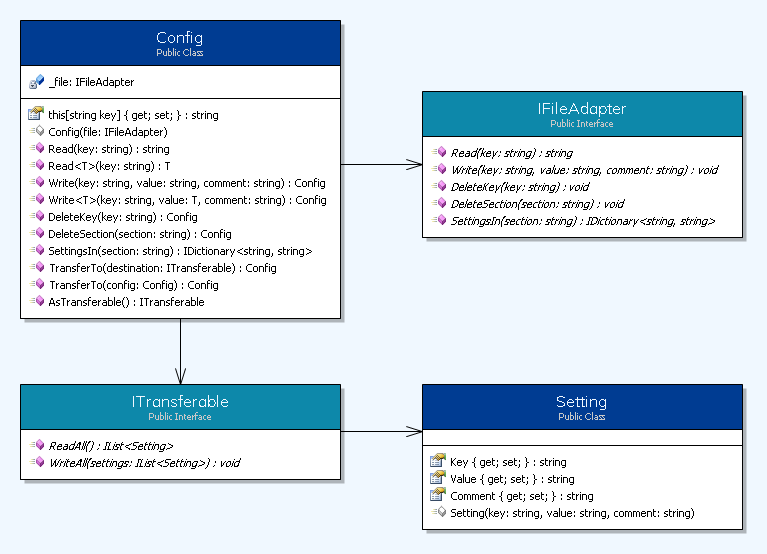 Config
Public Class
_file: IFileAdapter
this[string key] { get; set; } : string
Config(file: IFileAdapter)
Read(key: string) : string
Read<T>(key: string) : T
Write(key: string, value: string, comment: string) : Config
Write<T>(key: string, value: T, comment: string) : Config
DeleteKey(key: string) : Config
DeleteSection(section: string) : Config
SettingsIn(section: string) : IDictionary<string, string>
TransferTo(destination: ITransferable) : Config
TransferTo(config: Config) : Config
AsTransferable() : ITransferable
IFileAdapter
Public Interface
Read(key: string) : string
Write(key: string, value: string, comment: string) : void
DeleteKey(key: string) : void
DeleteSection(section: string) : void
SettingsIn(section: string) : IDictionary<string, string>
ITransferable
Public Interface
ReadAll() : IList<Setting>
WriteAll(settings: IList<Setting>) : void
Setting
Public Class
Key { get; set; } : string
Value { get; set; } : string
Comment { get; set; } : string
Setting(key: string, value: string, comment: string)